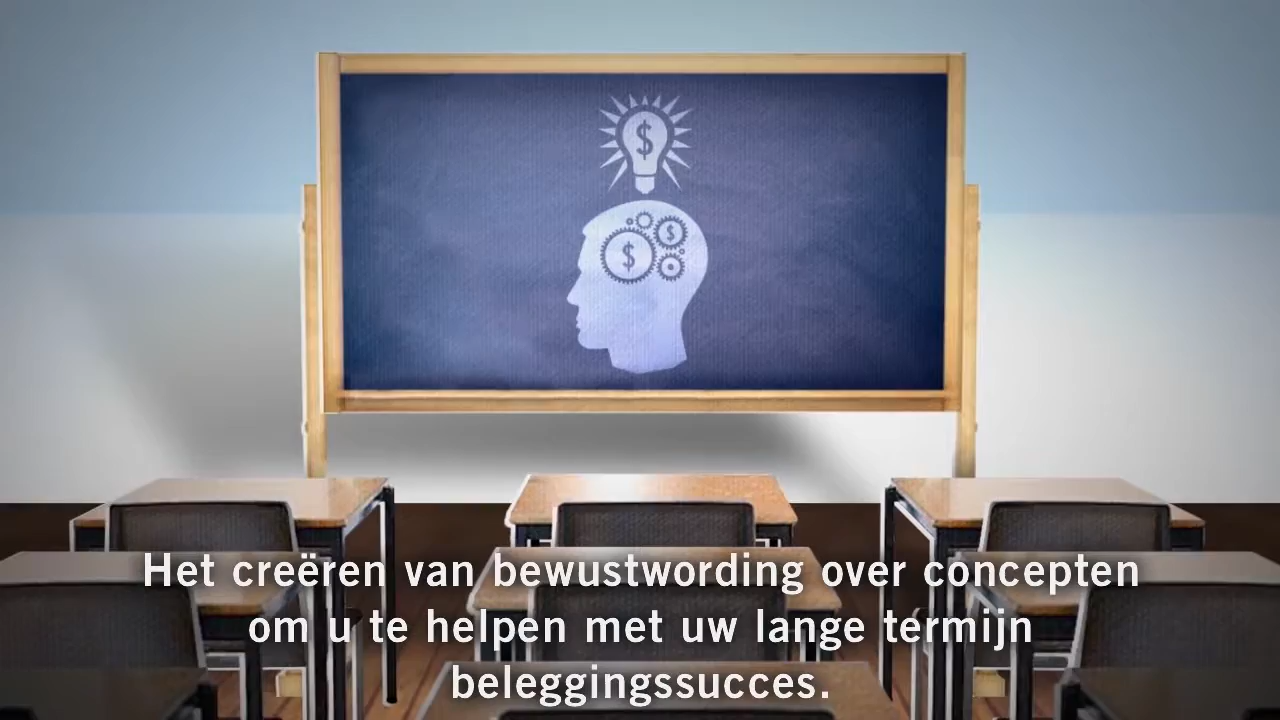 $
$
$
Het creëren van bewustwording over concepten
om u te helpen met uw lange termijn
beleggingssucces.